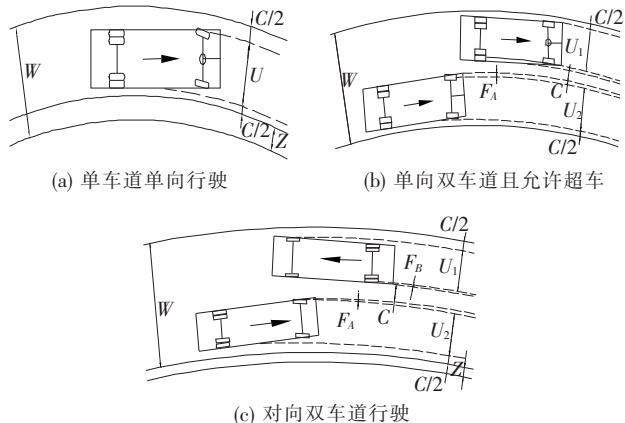 C/2
W
U
C/2
Z
(a) 单车道单向行驶
C/2
U₁
W
F_A
C
U₂
C/2
(b) 单向双车道且允许超车
C/2
U₁
F_B
W
F_A
C
U₂
C/2
Z
(c) 对向双车道行驶